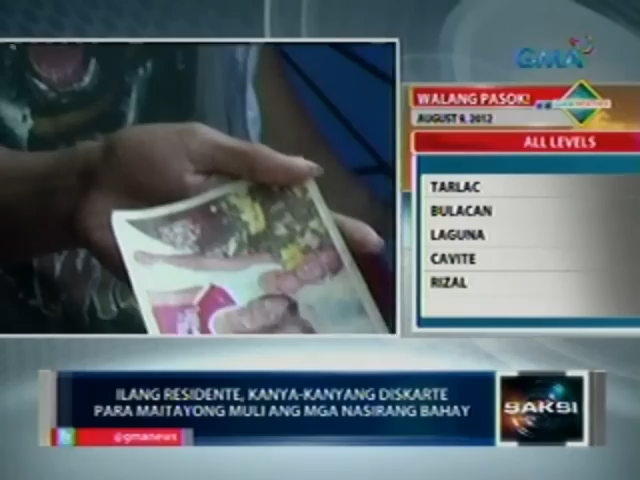 GMA
WALANG PASOK!
AUGUST 9, 2012
ALL LEVELS
TARLAC
BULACAN
LAGUNA
CAVITE
RIZAL
ILANG RESIDENTE, KANYA-KANYANG DISKARTE
PARA MAITAYONG MULI ANG MGA NASIRANG BAHAY
SAKSI
@gmanews